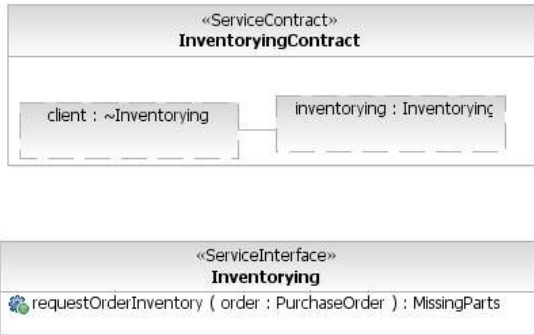 «ServiceContract»
InventoryingContract
client : ~Inventorying
inventorying : Inventorying
«ServiceInterface»
Inventorying
requestOrderInventory ( order : PurchaseOrder ) : MissingParts